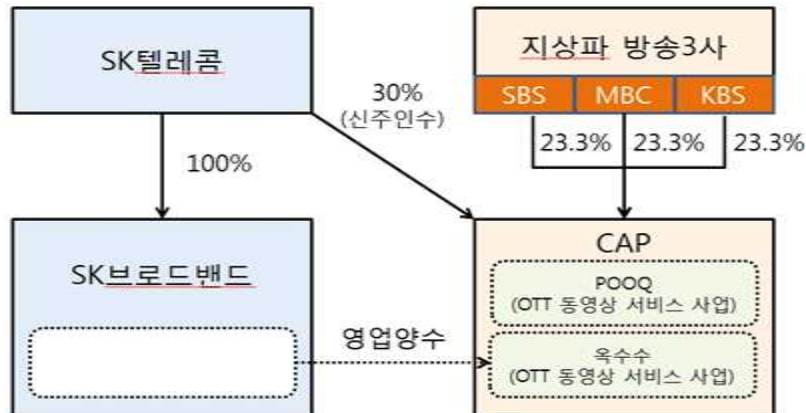 SK텔레콤
지상파 방송3사
SBS MBC KBS
30%
(신주인수)
23.3% 23.3% 23.3%
100%
SK브로드밴드
CAP
POOQ
(OTT 동영상 서비스 사업)
영업양수
옥수수
(OTT 동영상 서비스 사업)